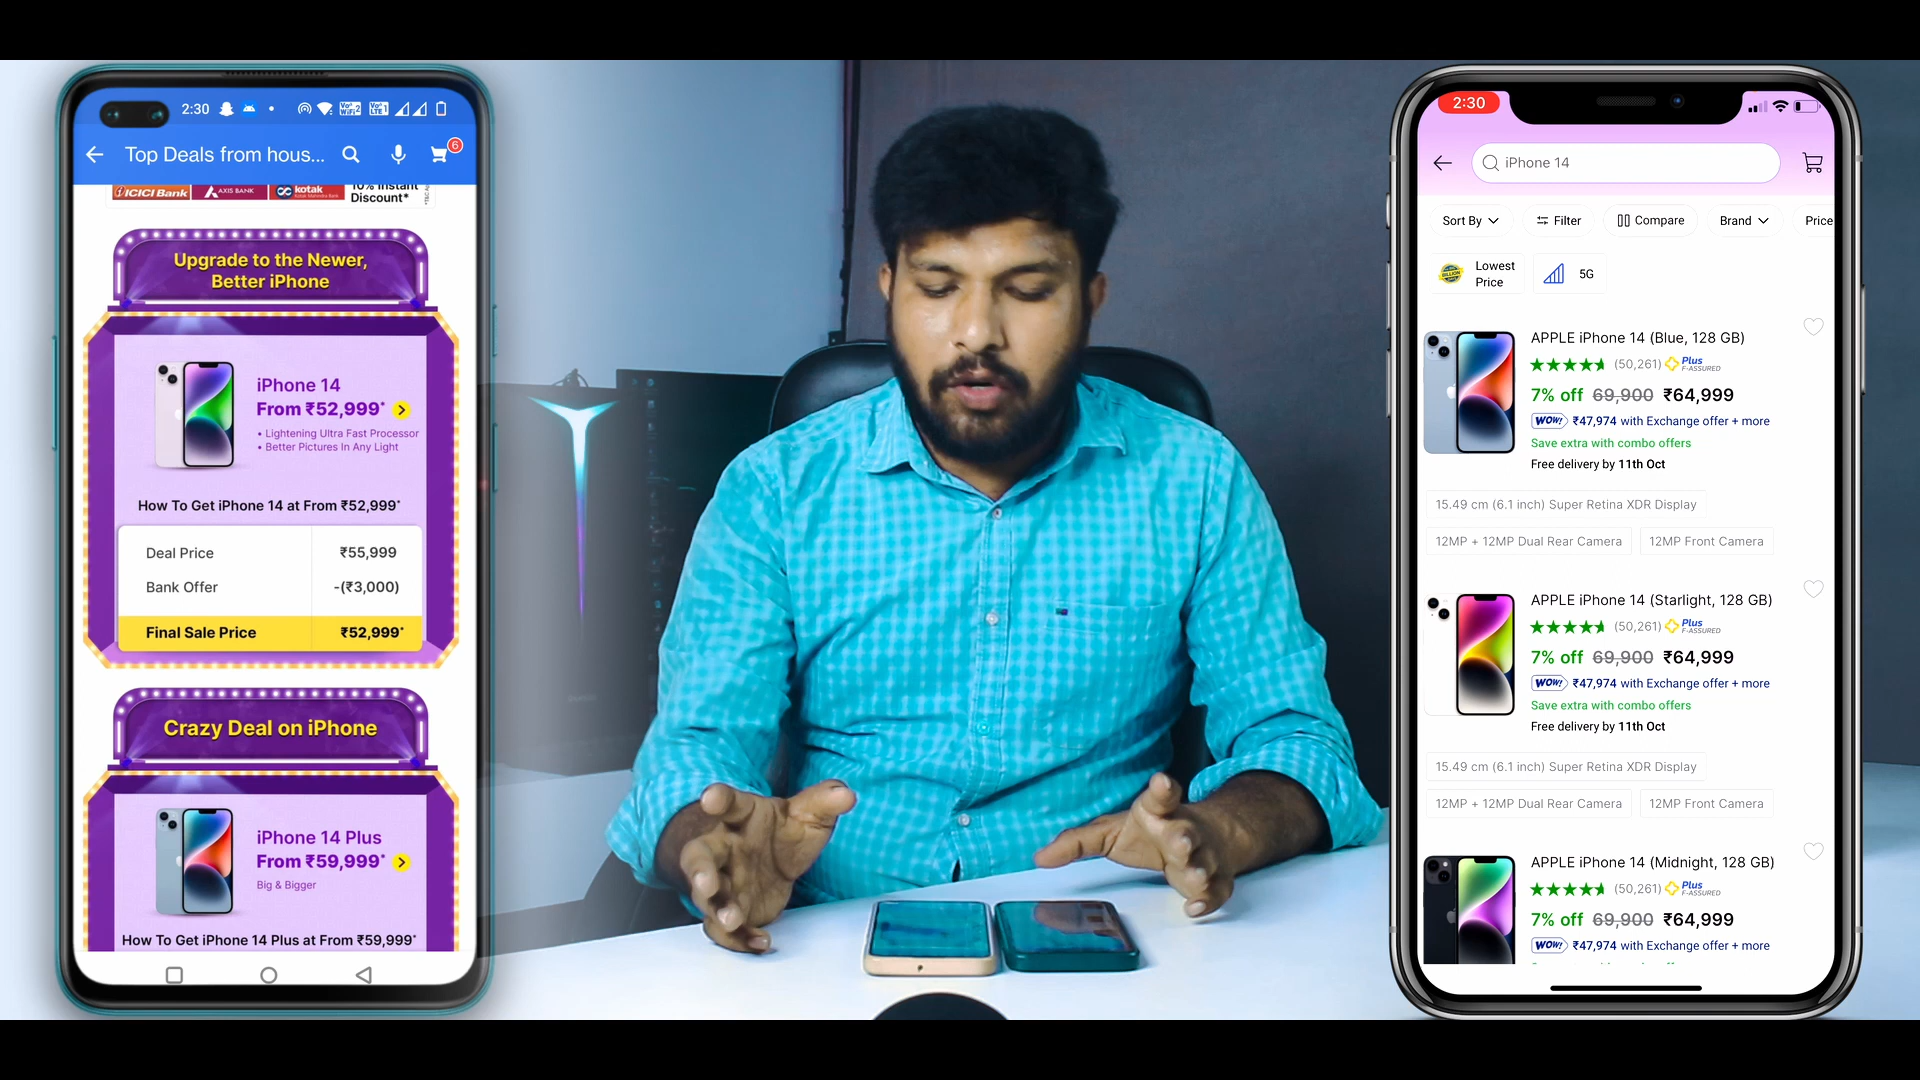 2:30
Top Deals from hous...
6
ICICI Bank
AXIS BANK
kotak
10% Instant
Discount*
Upgrade to the Newer,
Better iPhone
iPhone 14
From ₹52,999*
• Lightening Ultra Fast Processor
• Better Pictures In Any Light
How To Get iPhone 14 at From ₹52,999*
Deal Price ₹55,999
Bank Offer -(₹3,000)
Final Sale Price ₹52,999*
Crazy Deal on iPhone
iPhone 14 Plus
From ₹59,999*
Big & Bigger
How To Get iPhone 14 Plus at From ₹59,999*
2:30
iPhone 14
Sort By
Filter
Compare
Brand
Price
Lowest
Price
5G
APPLE iPhone 14 (Blue, 128 GB)
(50,261) Plus
F-ASSURED
7% off 69,900 ₹64,999
WOW! ₹47,974 with Exchange offer + more
Save extra with combo offers
Free delivery by 11th Oct
15.49 cm (6.1 inch) Super Retina XDR Display
12MP + 12MP Dual Rear Camera
12MP Front Camera
APPLE iPhone 14 (Starlight, 128 GB)
(50,261) Plus
F-ASSURED
7% off 69,900 ₹64,999
WOW! ₹47,974 with Exchange offer + more
Save extra with combo offers
Free delivery by 11th Oct
15.49 cm (6.1 inch) Super Retina XDR Display
12MP + 12MP Dual Rear Camera
12MP Front Camera
APPLE iPhone 14 (Midnight, 128 GB)
(50,261) Plus
F-ASSURED
7% off 69,900 ₹64,999
WOW! ₹47,974 with Exchange offer + more